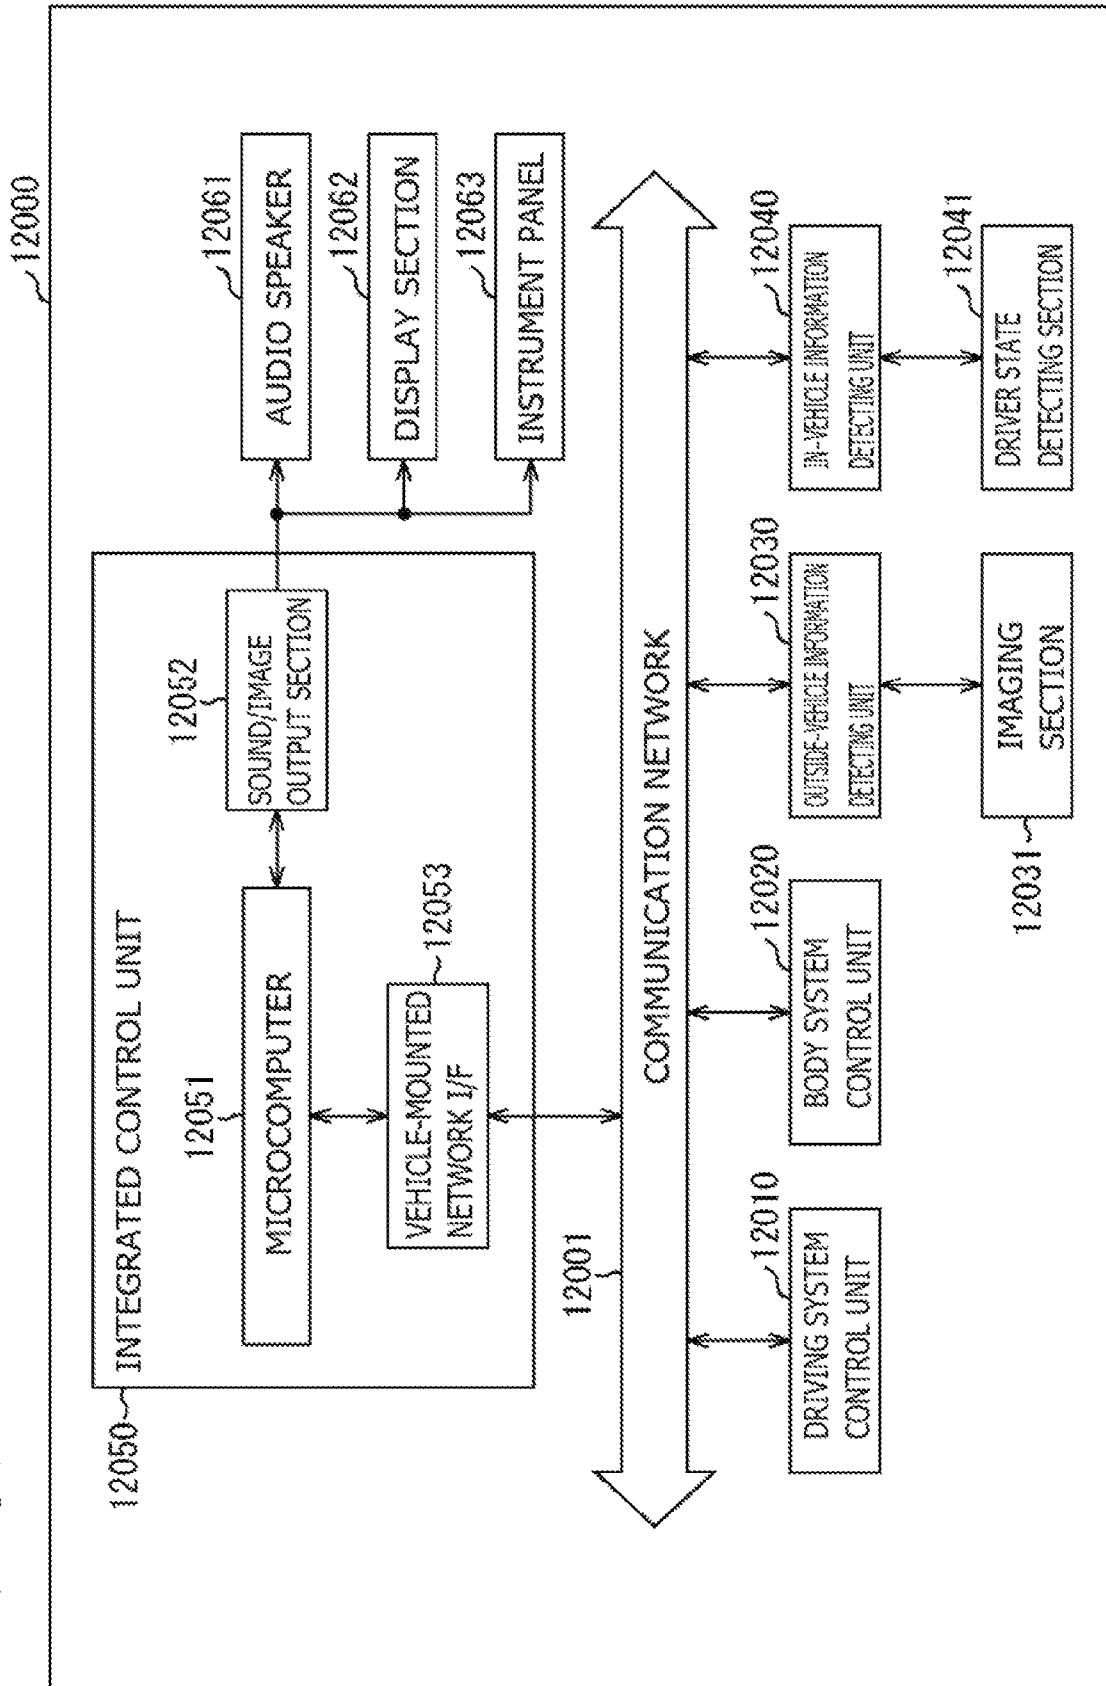 12000
12050
INTEGRATED CONTROL UNIT
12051
MICROCOMPUTER
12052
SOUND/IMAGE
OUTPUT SECTION
12061
AUDIO SPEAKER
12062
DISPLAY SECTION
12063
INSTRUMENT PANEL
VEHICLE-MOUNTED
NETWORK I/F
12053
12001
COMMUNICATION NETWORK
12010
DRIVING SYSTEM
CONTROL UNIT
12020
BODY SYSTEM
CONTROL UNIT
12030
OUTSIDE-VEHICLE INFORMATION
DETECTING UNIT
12040
IN-VEHICLE INFORMATION
DETECTING UNIT
12031
IMAGING
SECTION
12041
DRIVER STATE
DETECTING SECTION